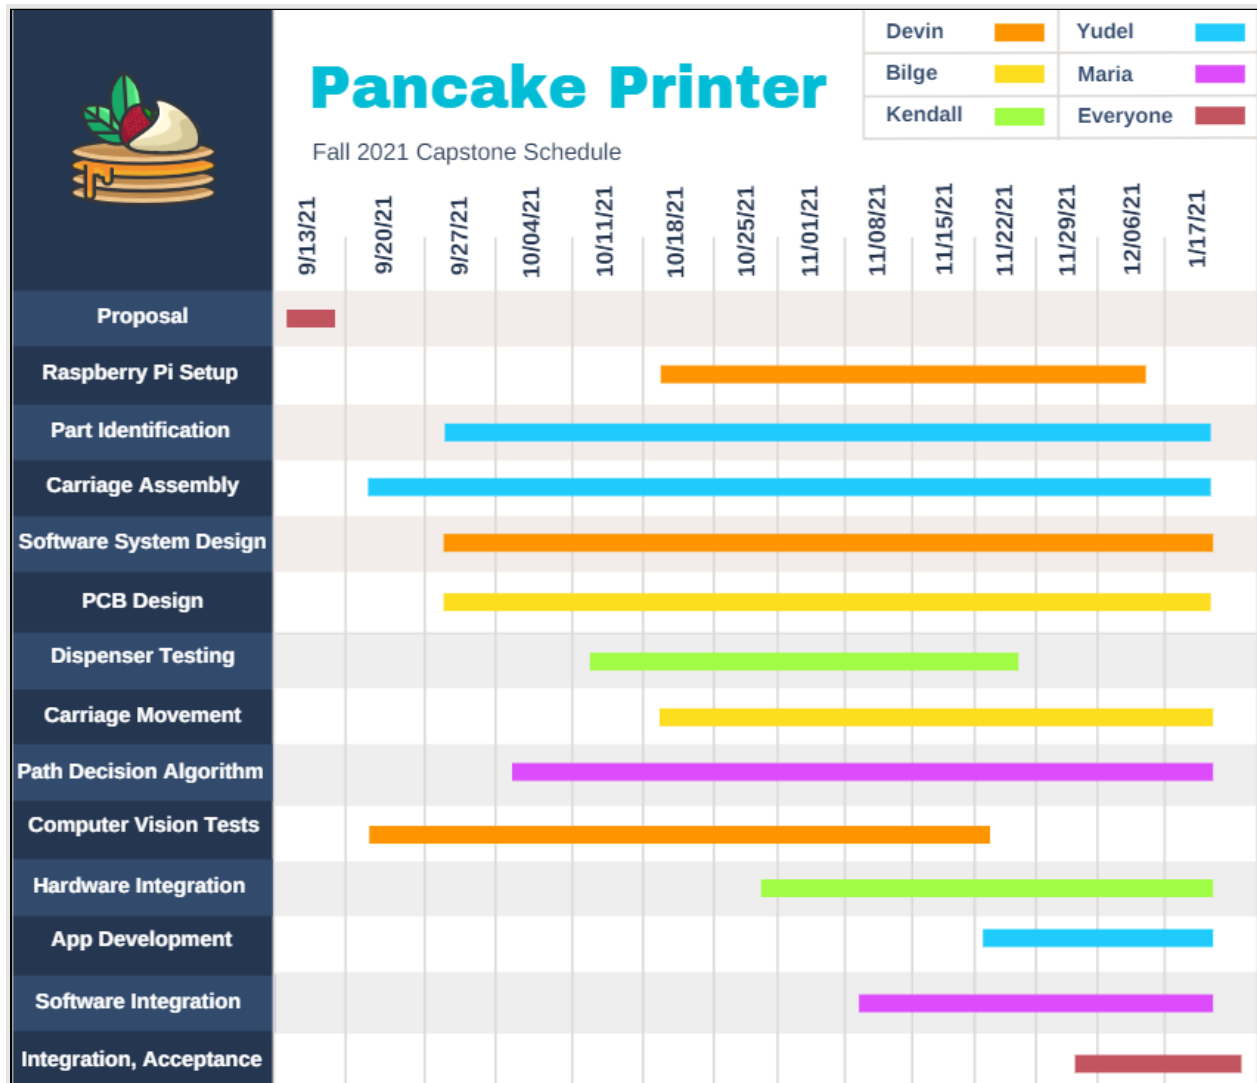 Devin Yudel
Bilge Maria
Kendall Everyone
Pancake Printer
Fall 2021 Capstone Schedule
9/13/21 9/20/21 9/27/21 10/04/21 10/11/21 10/18/21 10/25/21 11/01/21 11/08/21 11/15/21 11/22/21 11/29/21 12/06/21 1/17/21
Proposal
Raspberry Pi Setup
Part Identification
Carriage Assembly
Software System Design
PCB Design
Dispenser Testing
Carriage Movement
Path Decision Algorithm
Computer Vision Tests
Hardware Integration
App Development
Software Integration
Integration, Acceptance